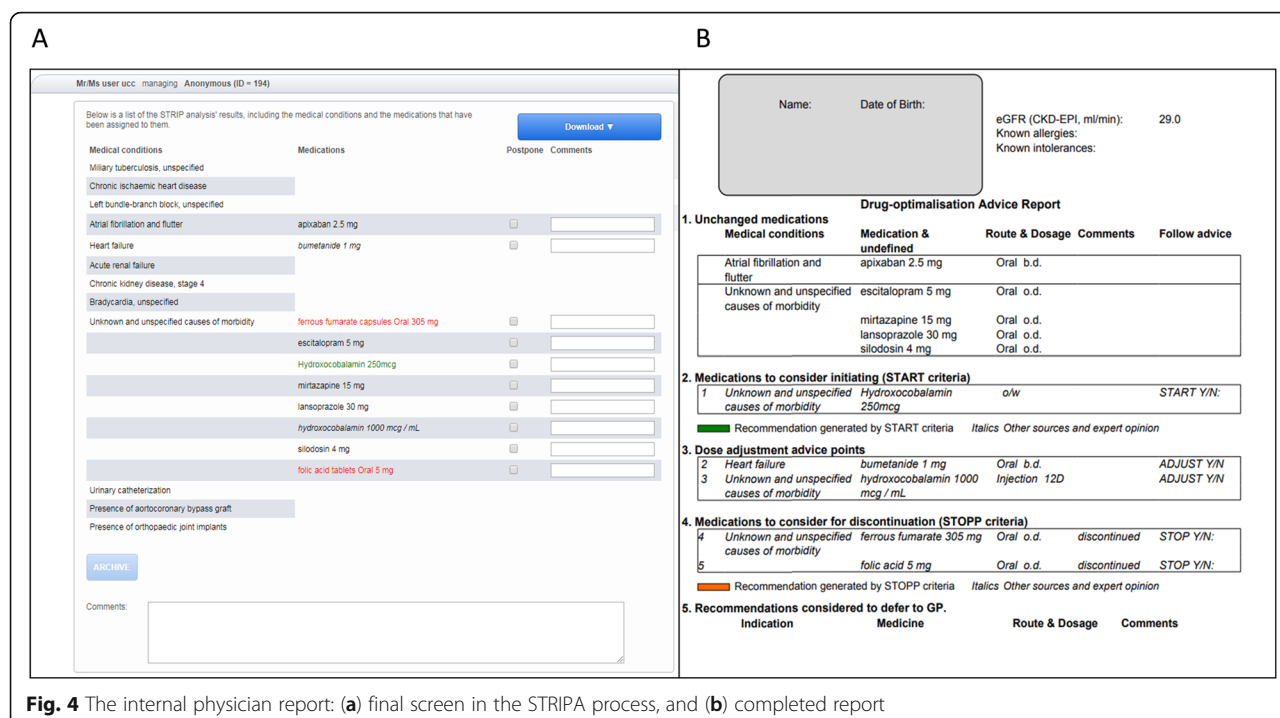 A
B
Mr/Ms user ucc managing Anonymous (ID = 194)
Below is a list of the STRIP analysis' results, including the medical conditions and the medications that have
been assigned to them.
Download ▼
Medical conditions Medications Postpone Comments
Miliary tuberculosis, unspecified
Chronic ischaemic heart disease
Left bundle-branch block, unspecified
Atrial fibrillation and flutter apixaban 2.5 mg
Heart failure bumetanide 1 mg
Acute renal failure
Chronic kidney disease, stage 4
Bradycardia, unspecified
Unknown and unspecified causes of morbidity ferrous fumarate capsules Oral 305 mg
escitalopram 5 mg
Hydroxocobalamin 250mcg
mirtazapine 15 mg
lansoprazole 30 mg
hydroxocobalamin 1000 mcg / mL
silodosin 4 mg
folic acid tablets Oral 5 mg
Urinary catheterization
Presence of aortocoronary bypass graft
Presence of orthopaedic joint implants
ARCHIVE
Comments:
Name: Date of Birth:
eGFR (CKD-EPI, ml/min): 29.0
Known allergies:
Known intolerances:
Drug-optimalisation Advice Report
1. Unchanged medications
Medical conditions Medication & Route & Dosage Comments Follow advice
undefined
Atrial fibrillation and apixaban 2.5 mg Oral b.d.
flutter
Unknown and unspecified escitalopram 5 mg Oral o.d.
causes of morbidity
mirtazapine 15 mg Oral o.d.
lansoprazole 30 mg Oral o.d.
silodosin 4 mg Oral o.d.
2. Medications to consider initiating (START criteria)
1 Unknown and unspecified Hydroxocobalamin o/w START Y/N:
causes of morbidity 250mcg
Recommendation generated by START criteria Italics Other sources and expert opinion
3. Dose adjustment advice points
2 Heart failure bumetanide 1 mg Oral b.d. ADJUST Y/N
3 Unknown and unspecified hydroxocobalamin 1000 Injection 12D ADJUST Y/N
causes of morbidity mcg / mL
4. Medications to consider for discontinuation (STOPP criteria)
4 Unknown and unspecified ferrous fumarate 305 mg Oral o.d. discontinued STOP Y/N:
causes of morbidity
5 folic acid 5 mg Oral o.d. discontinued STOP Y/N:
Recommendation generated by STOPP criteria Italics Other sources and expert opinion
5. Recommendations considered to defer to GP.
Indication Medicine Route & Dosage Comments
Fig. 4 The internal physician report: (a) final screen in the STRIPA process, and (b) completed report